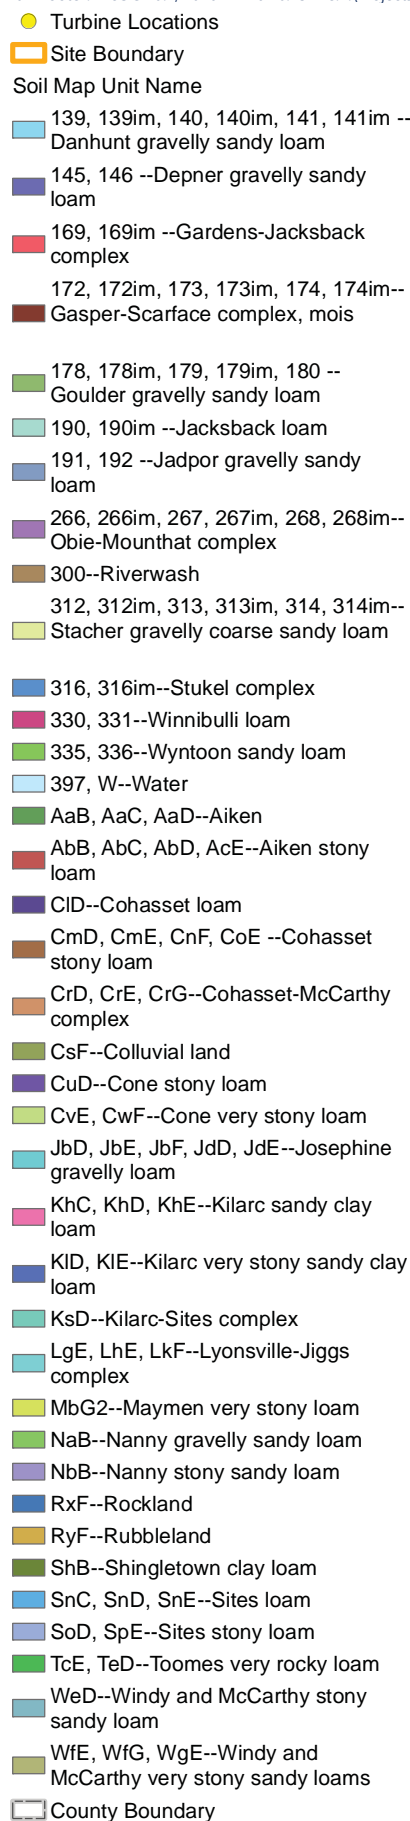 Turbine Locations
Site Boundary
Soil Map Unit Name
139, 139im, 140, 140im, 141, 141im --
Danhunt gravelly sandy loam
145, 146 --Depner gravelly sandy
loam
169, 169im --Gardens-Jacksback
complex
172, 172im, 173, 173im, 174, 174im--
Gasper-Scarface complex, mois
178, 178im, 179, 179im, 180 --
Goulder gravelly sandy loam
190, 190im --Jacksback loam
191, 192 --Jadpor gravelly sandy
loam
266, 266im, 267, 267im, 268, 268im--
Obie-Mounthat complex
300--Riverwash
312, 312im, 313, 313im, 314, 314im--
Stacher gravelly coarse sandy loam
316, 316im--Stukel complex
330, 331--Winnibulli loam
335, 336--Wyntoon sandy loam
397, W--Water
AaB, AaC, AaD--Aiken
AbB, AbC, AbD, AcE--Aiken stony
loam
ClD--Cohasset loam
CmD, CmE, CnF, CoE --Cohasset
stony loam
CrD, CrE, CrG--Cohasset-McCarthy
complex
CsF--Colluvial land
CuD--Cone stony loam
CvE, CwF--Cone very stony loam
JbD, JbE, JbF, JdD, JdE--Josephine
gravelly loam
KhC, KhD, KhE--Kilarc sandy clay
loam
KlD, KlE--Kilarc very stony sandy clay
loam
KsD--Kilarc-Sites complex
LgE, LhE, LkF--Lyonsville-Jiggs
complex
MbG2--Maymen very stony loam
NaB--Nanny gravelly sandy loam
NbB--Nanny stony sandy loam
RxF--Rockland
RyF--Rubbleland
ShB--Shingletown clay loam
SnC, SnD, SnE--Sites loam
SoD, SpE--Sites stony loam
TcE, TeD--Toomes very rocky loam
WeD--Windy and McCarthy stony
sandy loam
WfE, WfG, WgE--Windy and
McCarthy very stony sandy loams
County Boundary